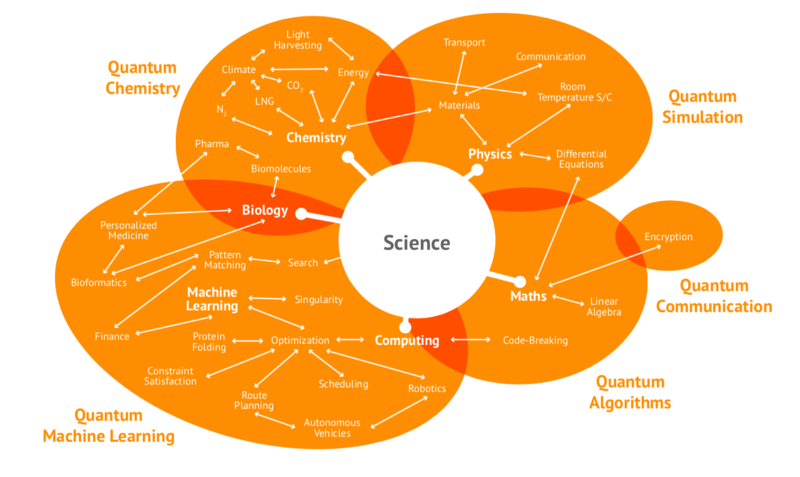 Quantum
Chemistry
Light
Harvesting
Climate
Energy
CO2
LNG
N2
Chemistry
Pharma
Biomolecules
Transport
Communication
Room
Temperature S/C
Materials
Physics
Differential
Equations
Quantum
Simulation
Biology
Personalized
Medicine
Bioformatics
Pattern
Matching
Search
Science
Encryption
Quantum
Communication
Maths
Linear
Algebra
Machine
Learning
Singularity
Finance
Protein
Folding
Optimization
Computing
Code-Breaking
Constraint
Satisfaction
Scheduling
Robotics
Route
Planning
Autonomous
Vehicles
Quantum
Machine Learning
Quantum
Algorithms